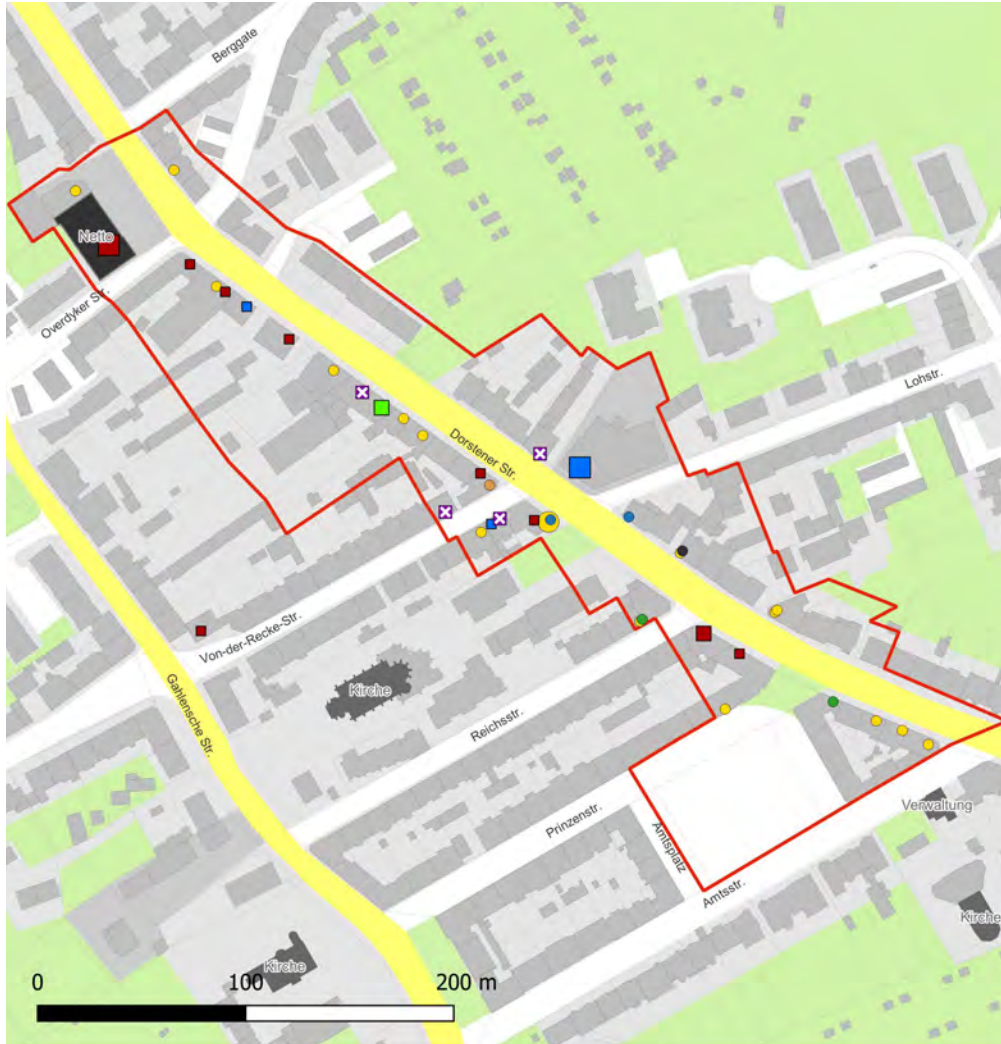 Berggate
Netto
Overdyker Str.
Lohstr.
Dorstener Str.
Von-der-Recke-Str.
Kirche
Gahlensche Str.
Reichsstr.
Prinzenstr.
Amtsplatz
Verwaltung
Amtsstr.
Kirche
Kirche
0 100 200 m